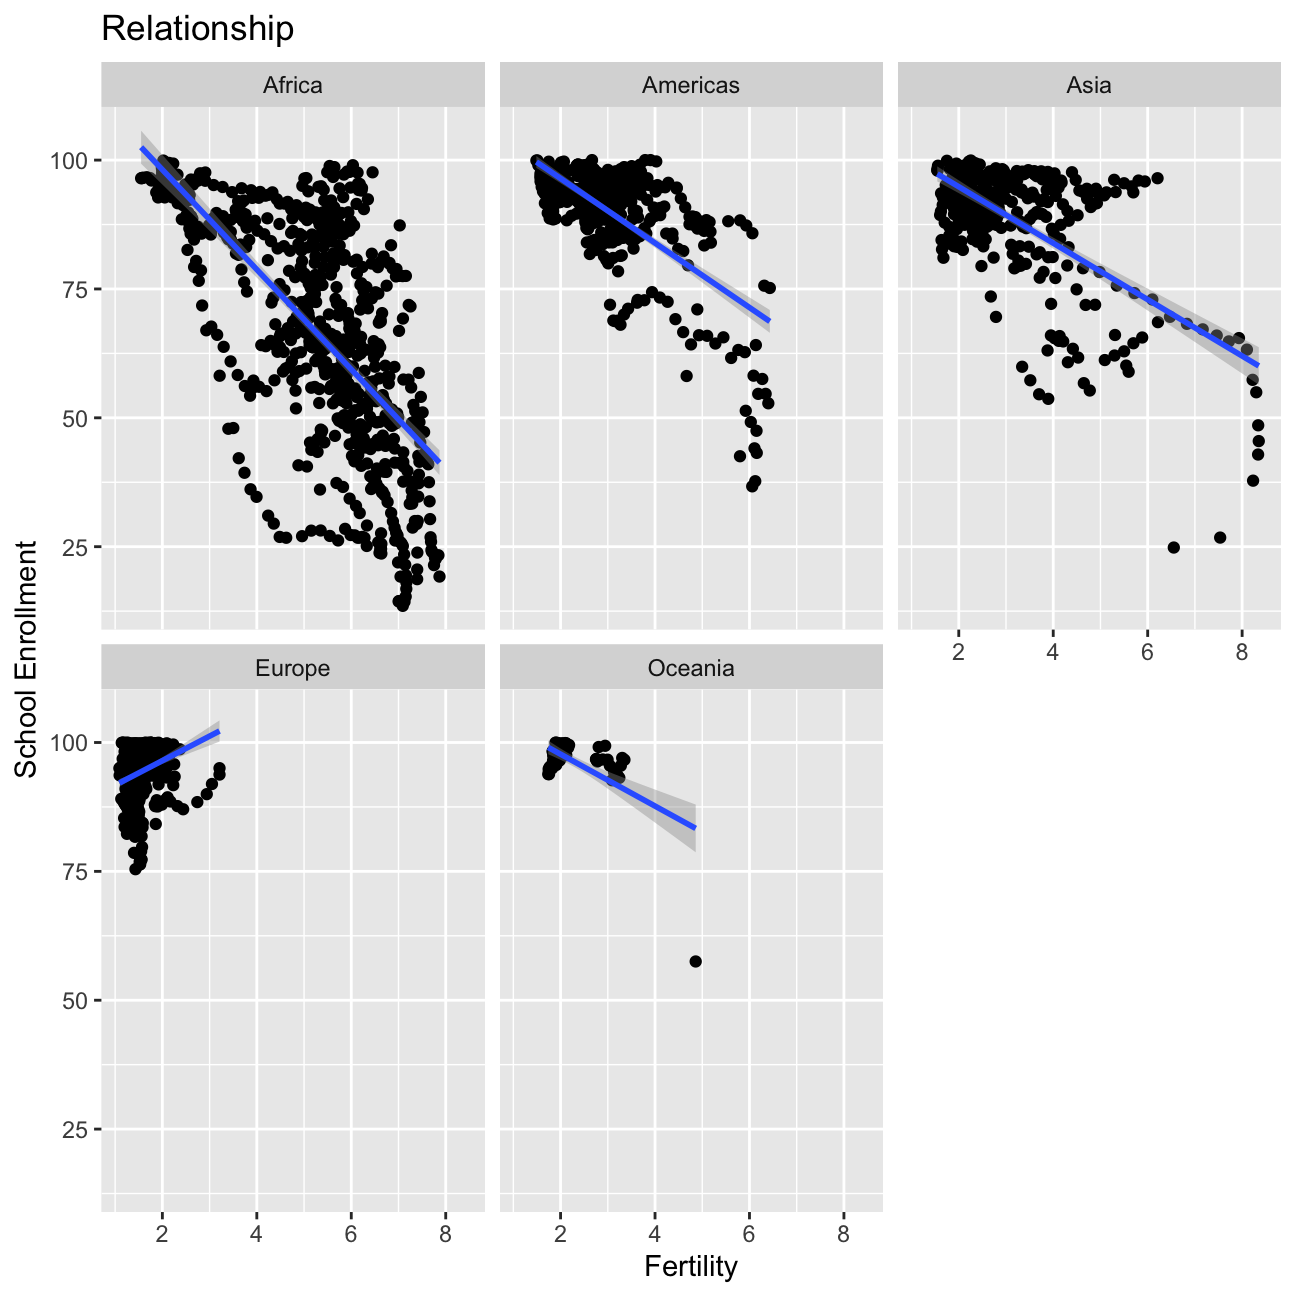 Relationship
Africa
Americas
Asia
100
75
50
25
2 4 6 8
Europe
Oceania
100
75
50
25
2 4 6 8
2 4 6 8
School Enrollment
Fertility